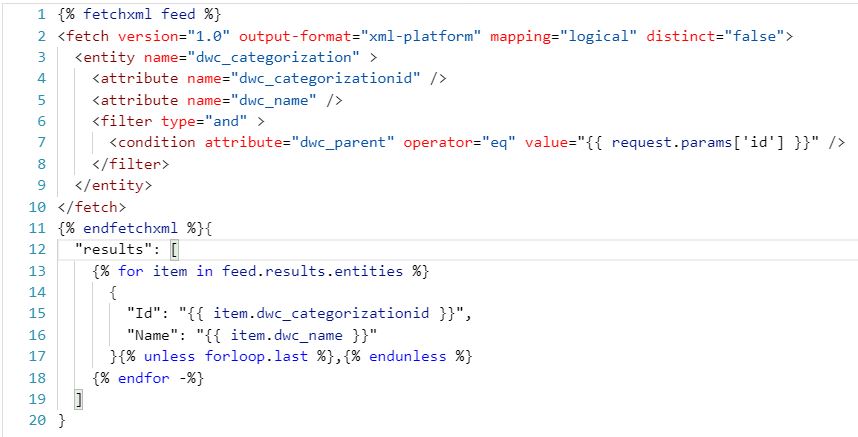 1 {% fetchxml feed %}
2 <fetch version="1.0" output-format="xml-platform" mapping="logical" distinct="false">
3   <entity name="dwc_categorization" >
4     <attribute name="dwc_categorizationid" />
5     <attribute name="dwc_name" />
6     <filter type="and" >
7       <condition attribute="dwc_parent" operator="eq" value="{{ request.params['id'] }}" />
8     </filter>
9   </entity>
10 </fetch>
11 {% endfetchxml %}{
12   "results": [
13     {% for item in feed.results.entities %}
14       {
15         "Id": "{{ item.dwc_categorizationid }}",
16         "Name": "{{ item.dwc_name }}"
17       }{% unless forloop.last %},{% endunless %}
18     {% endfor -%}
19   ]
20 }